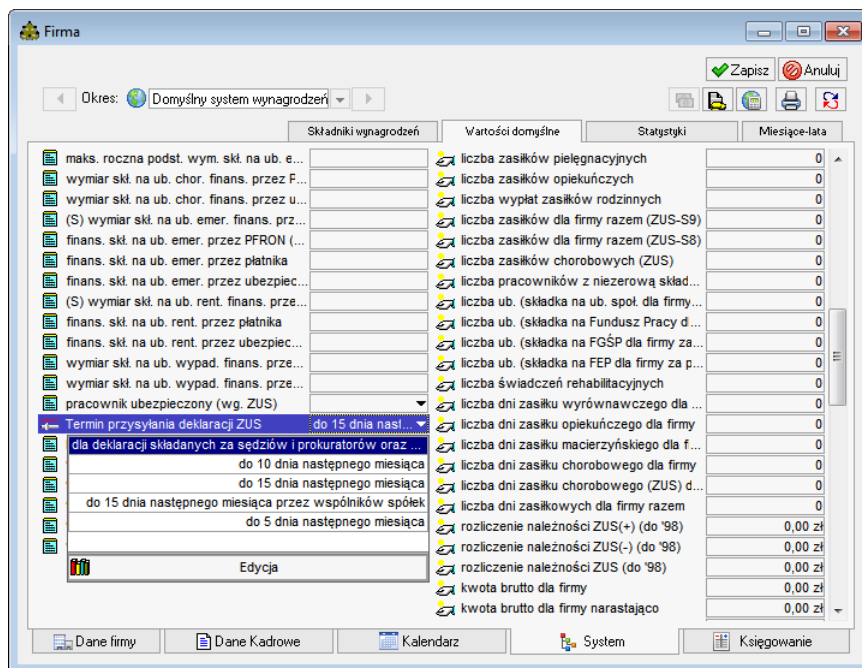 Firma
Zapisz
Anuluj
Okres:
Domyślny system wynagrodzeń
Składniki wynagrodzeń
Wartości domyślne
Statystyki
Miesiące-lata
maks. roczna podst. wym. skł. na ub. e...
wymiar skł. na ub. chor. finans. przez P...
wymiar skł. na ub. chor. finans. przez u...
(S) wymiar skł. na ub. emer. finans. prz...
finans. skł. na ub. emer. przez PFRON (...
finans. skł. na ub. emer. przez płatnika
finans. skł. na ub. emer. przez ubezpiec...
(S) wymiar skł. na ub. rent. finans. prze...
finans. skł. na ub. rent. przez płatnika
finans. skł. na ub. rent. przez ubezpiec...
wymiar skł. na ub. wypad. finans. prze...
wymiar skł. na ub. wypad. finans. prze...
pracownik ubezpieczony (wg. ZUS)
Termin przysyłania deklaracji ZUS do 15 dnia nast...
dla deklaracji składanych za sędziów i prokuratorów oraz ...
do 10 dnia następnego miesiąca
do 15 dnia następnego miesiąca
do 15 dnia następnego miesiąca przez wspólników spółek
do 5 dnia następnego miesiąca
Edycja
liczba zasiłków pielęgnacyjnych 0
liczba zasiłków opiekuńczych 0
liczba wypłat zasiłków rodzinnych 0
liczba zasiłków dla firmy razem (ZUS-S9) 0
liczba zasiłków dla firmy razem (ZUS-S8) 0
liczba zasiłków chorobowych (ZUS) 0
liczba pracowników z niezerową skład... 0
liczba ub. (składka na ub. społ. dla firmy... 0
liczba ub. (składka na Fundusz Pracy dl... 0
liczba ub. (składka na FGŚP dla firmy za... 0
liczba ub. (składka na FEP dla firmy za p... 0
liczba świadczeń rehabilitacyjnych 0
liczba dni zasiłku wyrównawczego dla ... 0
liczba dni zasiłku opiekuńczego dla firmy 0
liczba dni zasiłku macierzyńskiego dla f... 0
liczba dni zasiłku chorobowego dla firmy 0
liczba dni zasiłku chorobowego (ZUS) d... 0
liczba dni zasiłkowych dla firmy razem 0
rozliczenie należności ZUS(+) (do '98) 0,00 zł
rozliczenie należności ZUS(-) (do '98) 0,00 zł
rozliczenie należności ZUS (do '98) 0,00 zł
kwota brutto dla firmy 0,00 zł
kwota brutto dla firmy narastająco 0,00 zł
Dane firmy
Dane Kadrowe
Kalendarz
System
Księgowanie